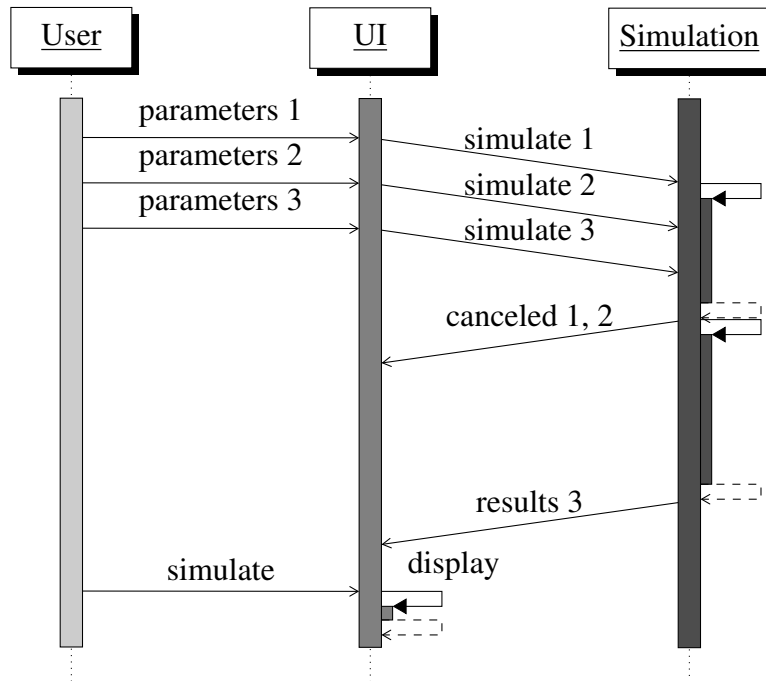 User
UI
Simulation
parameters 1
simulate 1
parameters 2
simulate 2
parameters 3
simulate 3
canceled 1, 2
results 3
simulate
display